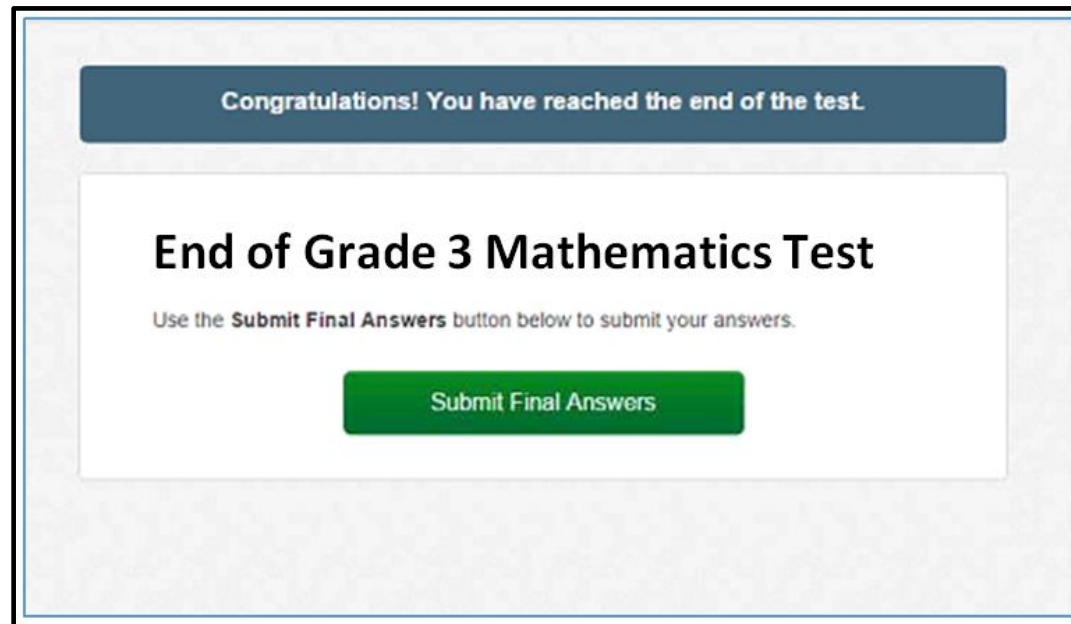 Congratulations! You have reached the end of the test.
End of Grade 3 Mathematics Test
Use the Submit Final Answers button below to submit your answers.
Submit Final Answers